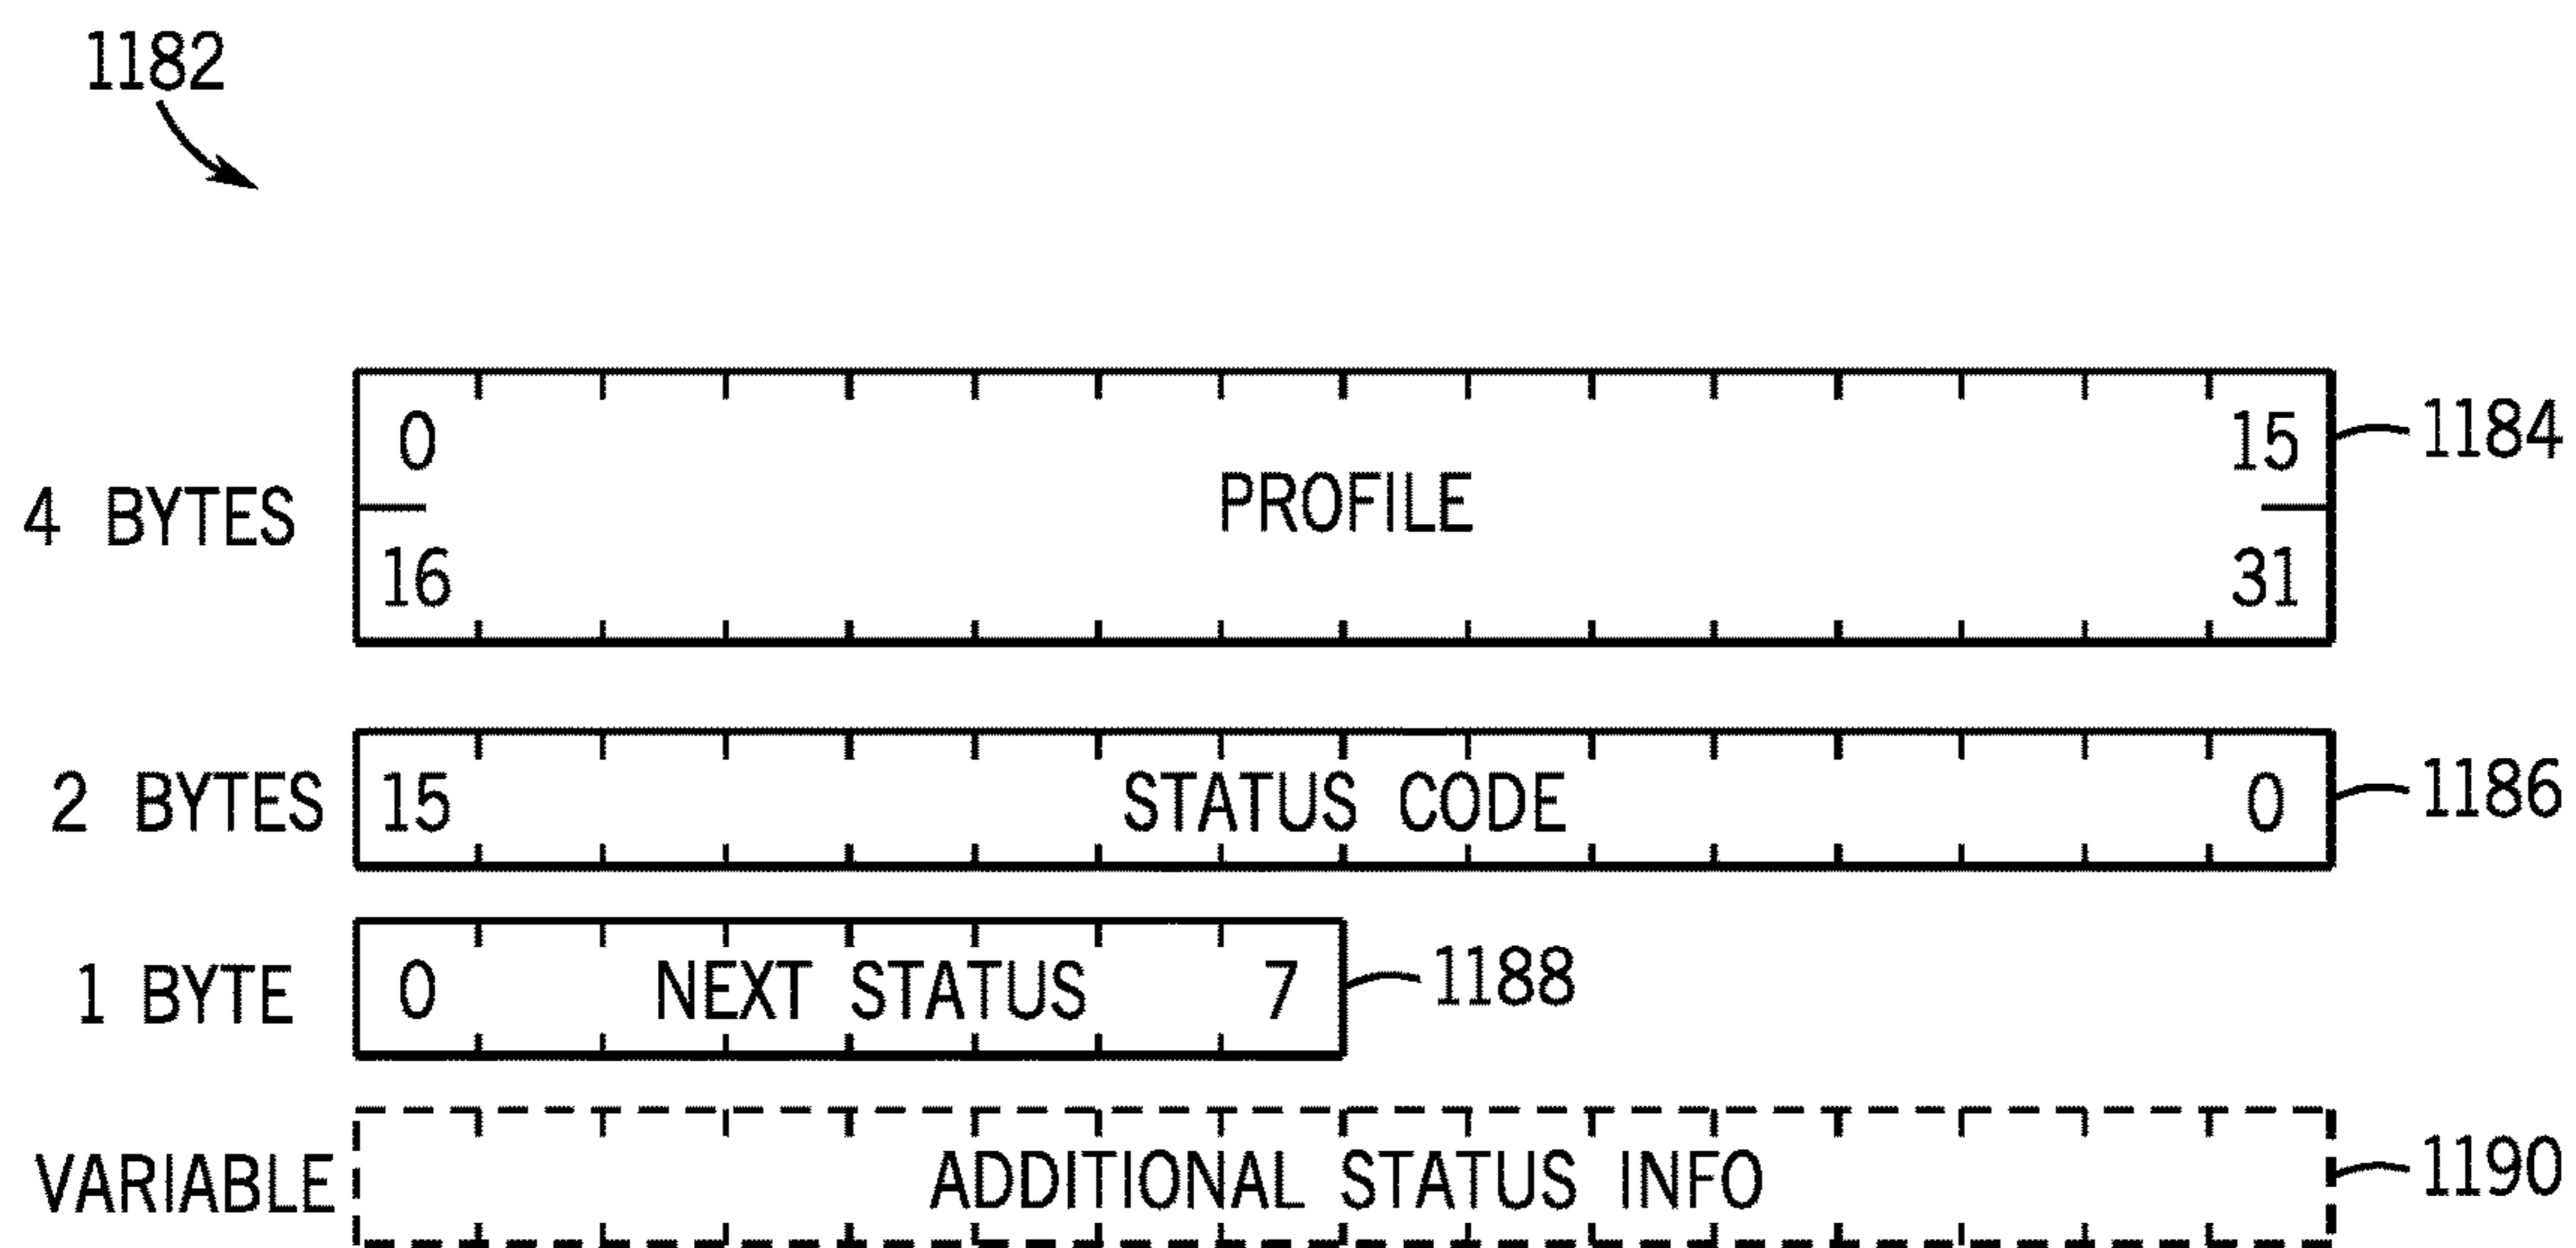 1182
0 15 1184
4 BYTES PROFILE
16 31
2 BYTES 15 STATUS CODE 0 1186
1 BYTE 0 NEXT STATUS 7 1188
VARIABLE ADDITIONAL STATUS INFO 1190